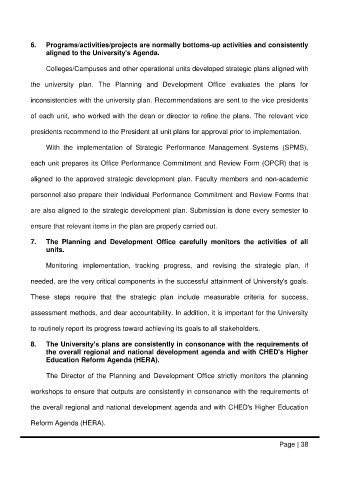 6. Programs/activities/projects are normally bottoms-up activities and consistently
aligned to the University's Agenda.
Colleges/Campuses and other operational units developed strategic plans aligned with
the university plan. The Planning and Development Office evaluates the plans for
inconsistencies with the university plan. Recommendations are sent to the vice presidents
of each unit, who worked with the dean or director to refine the plans. The relevant vice
presidents recommend to the President all unit plans for approval prior to implementation.
With the implementation of Strategic Performance Management Systems (SPMS),
each unit prepares its Office Performance Commitment and Review Form (OPCR) that is
aligned to the approved strategic development plan. Faculty members and non-academic
personnel also prepare their Individual Performance Commitment and Review Forms that
are also aligned to the strategic development plan. Submission is done every semester to
ensure that relevant items in the plan are properly carried out.
7. The Planning and Development Office carefully monitors the activities of all
units.
Monitoring implementation, tracking progress, and revising the strategic plan, if
needed, are the very critical components in the successful attainment of University's goals.
These steps require that the strategic plan include measurable criteria for success,
assessment methods, and dear accountability. In addition, it is important for the University
to routinely report its progress toward achieving its goals to all stakeholders.
8. The University's plans are consistently in consonance with the requirements of
the overall regional and national development agenda and with CHED's Higher
Education Reform Agenda (HERA).
The Director of the Planning and Development Office strictly monitors the planning
workshops to ensure that outputs are consistently in consonance with the requirements of
the overall regional and national development agenda and with CHED's Higher Education
Reform Agenda (HERA).
Page | 38